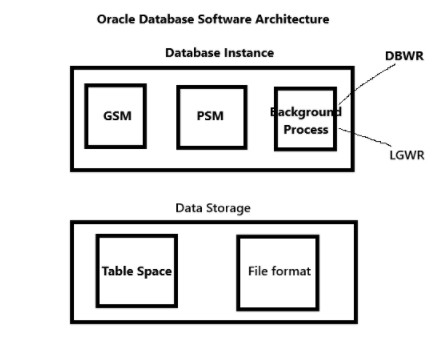 Oracle Database Software Architecture
Database Instance
DBWR
GSM
PSM
Background
Process
LGWR
Data Storage
Table Space
File format